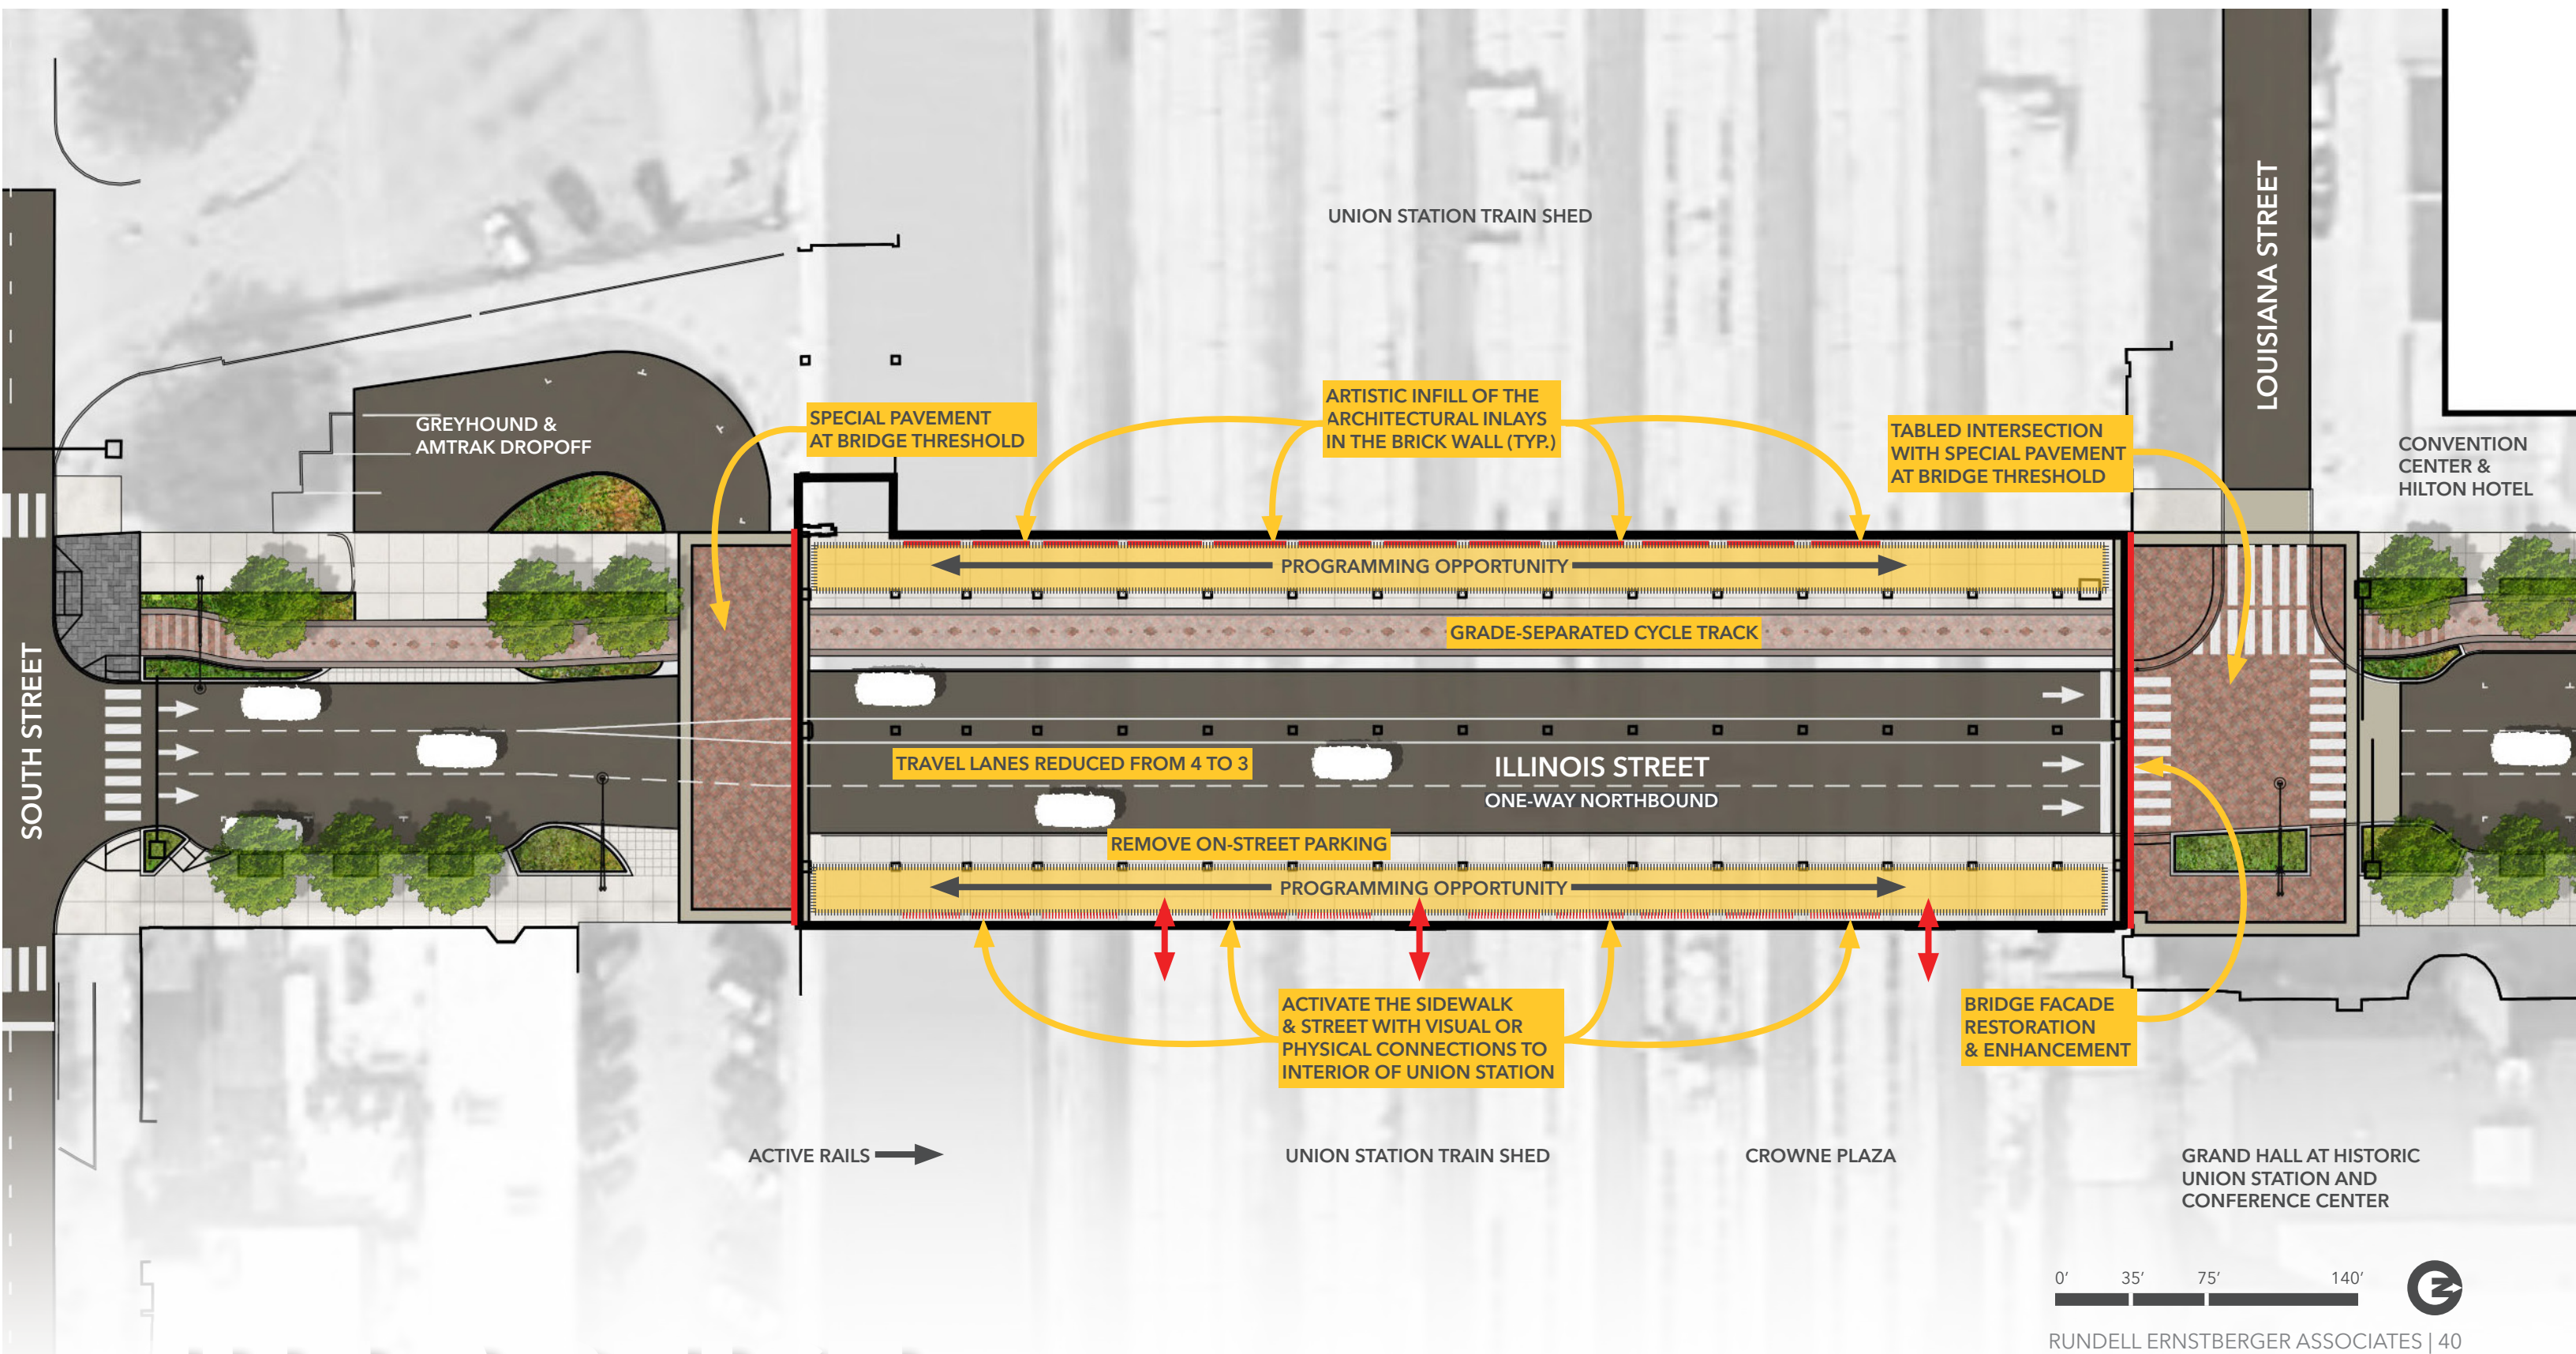 UNION STATION TRAIN SHED
LOUISIANA STREET
GREYHOUND &
AMTRAK DROPOFF
SPECIAL PAVEMENT
AT BRIDGE THRESHOLD
ARTISTIC INFILL OF THE
ARCHITECTURAL INLAYS
IN THE BRICK WALL (TYP.)
TABLED INTERSECTION
WITH SPECIAL PAVEMENT
AT BRIDGE THRESHOLD
CONVENTION
CENTER &
HILTON HOTEL
PROGRAMMING OPPORTUNITY
GRADE-SEPARATED CYCLE TRACK
SOUTH STREET
TRAVEL LANES REDUCED FROM 4 TO 3
ILLINOIS STREET
ONE-WAY NORTHBOUND
REMOVE ON-STREET PARKING
PROGRAMMING OPPORTUNITY
ACTIVATE THE SIDEWALK
& STREET WITH VISUAL OR
PHYSICAL CONNECTIONS TO
INTERIOR OF UNION STATION
BRIDGE FACADE
RESTORATION
& ENHANCEMENT
ACTIVE RAILS
UNION STATION TRAIN SHED
CROWNE PLAZA
GRAND HALL AT HISTORIC
UNION STATION AND
CONFERENCE CENTER
0' 35' 75' 140'
N
RUNDELL ERNSTBERGER ASSOCIATES | 40